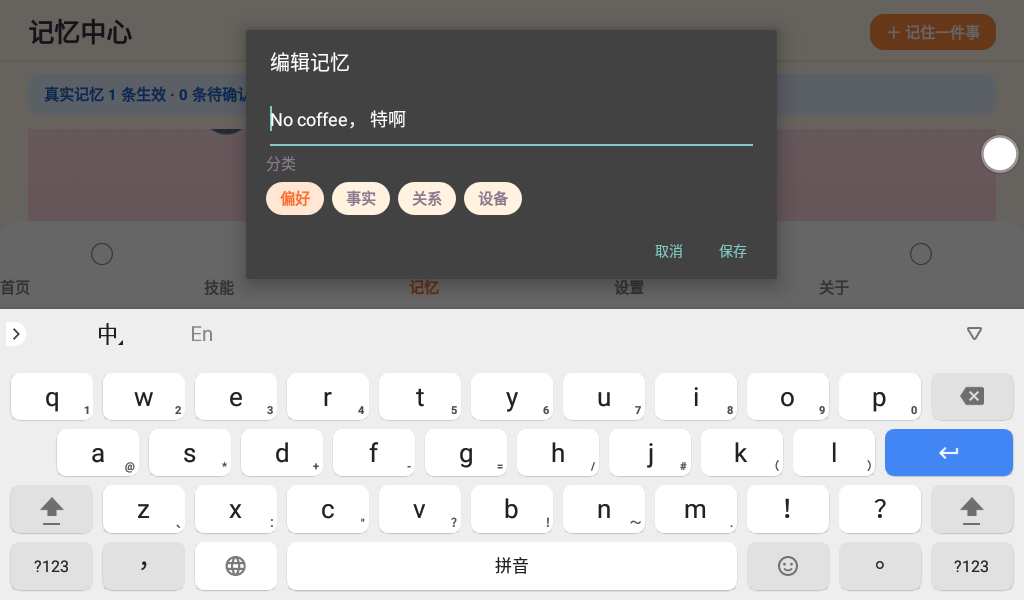 记忆中心
＋ 记住一件事
真实记忆 1 条生效 · 0 条待确认
编辑记忆
No coffee， 特啊
分类
偏好 事实 关系 设备
取消 保存
首页 技能 记忆 设置 关于
中 En
q 1 w 2 e 3 r 4 t 5 y 6 u 7 i 8 o 9 p 0
a @ s * d + f - g = h / j # k ( l )
z 、 x : c " v ? b ! n ～ m . ! ?
?123 ， 拼音 。 ?123